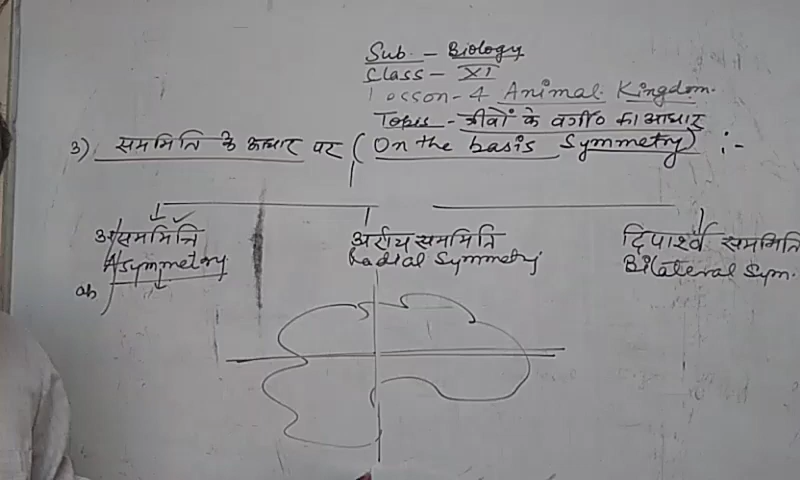 Sub. - Biology
Class - XI
Lesson-4 Animal Kingdom.
Topic - जीवों के वर्गी० का आधार
3) सममिति के आधार पर (On the basis Symmetry) :-
असममिति अरीय सममिति द्विपार्श्व सममिति
Asymmetry Radial Symmetry Bilateral Sym.